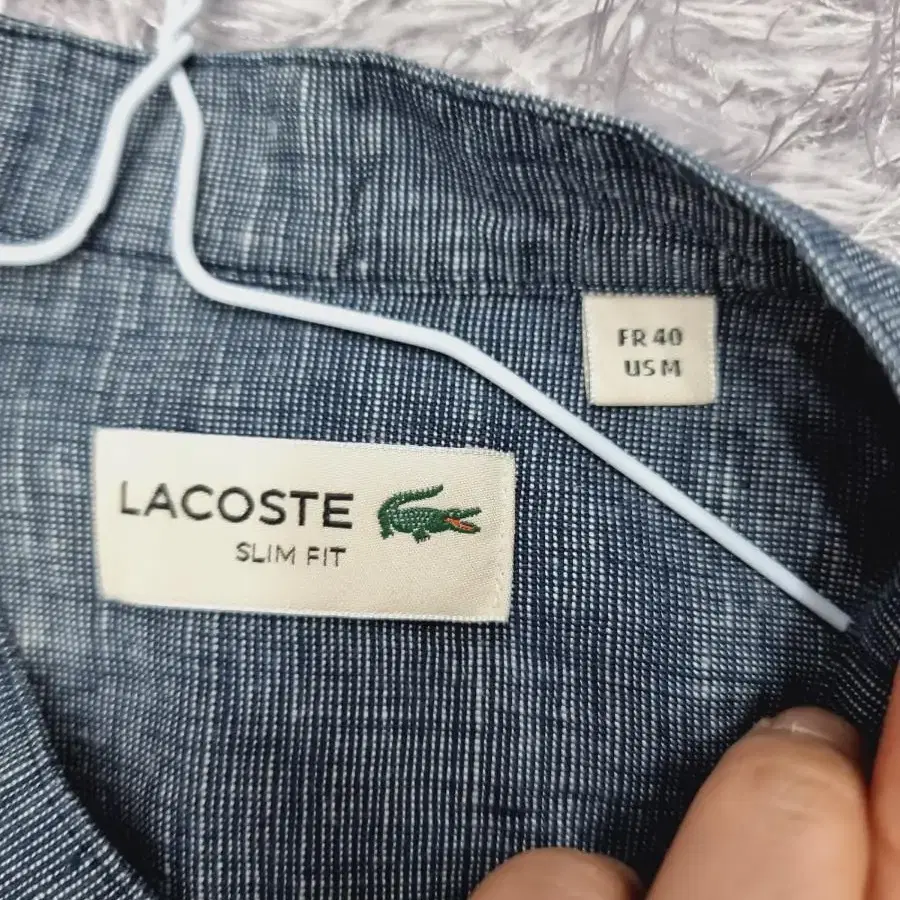 FR 40
US M
LACOSTE
SLIM FIT